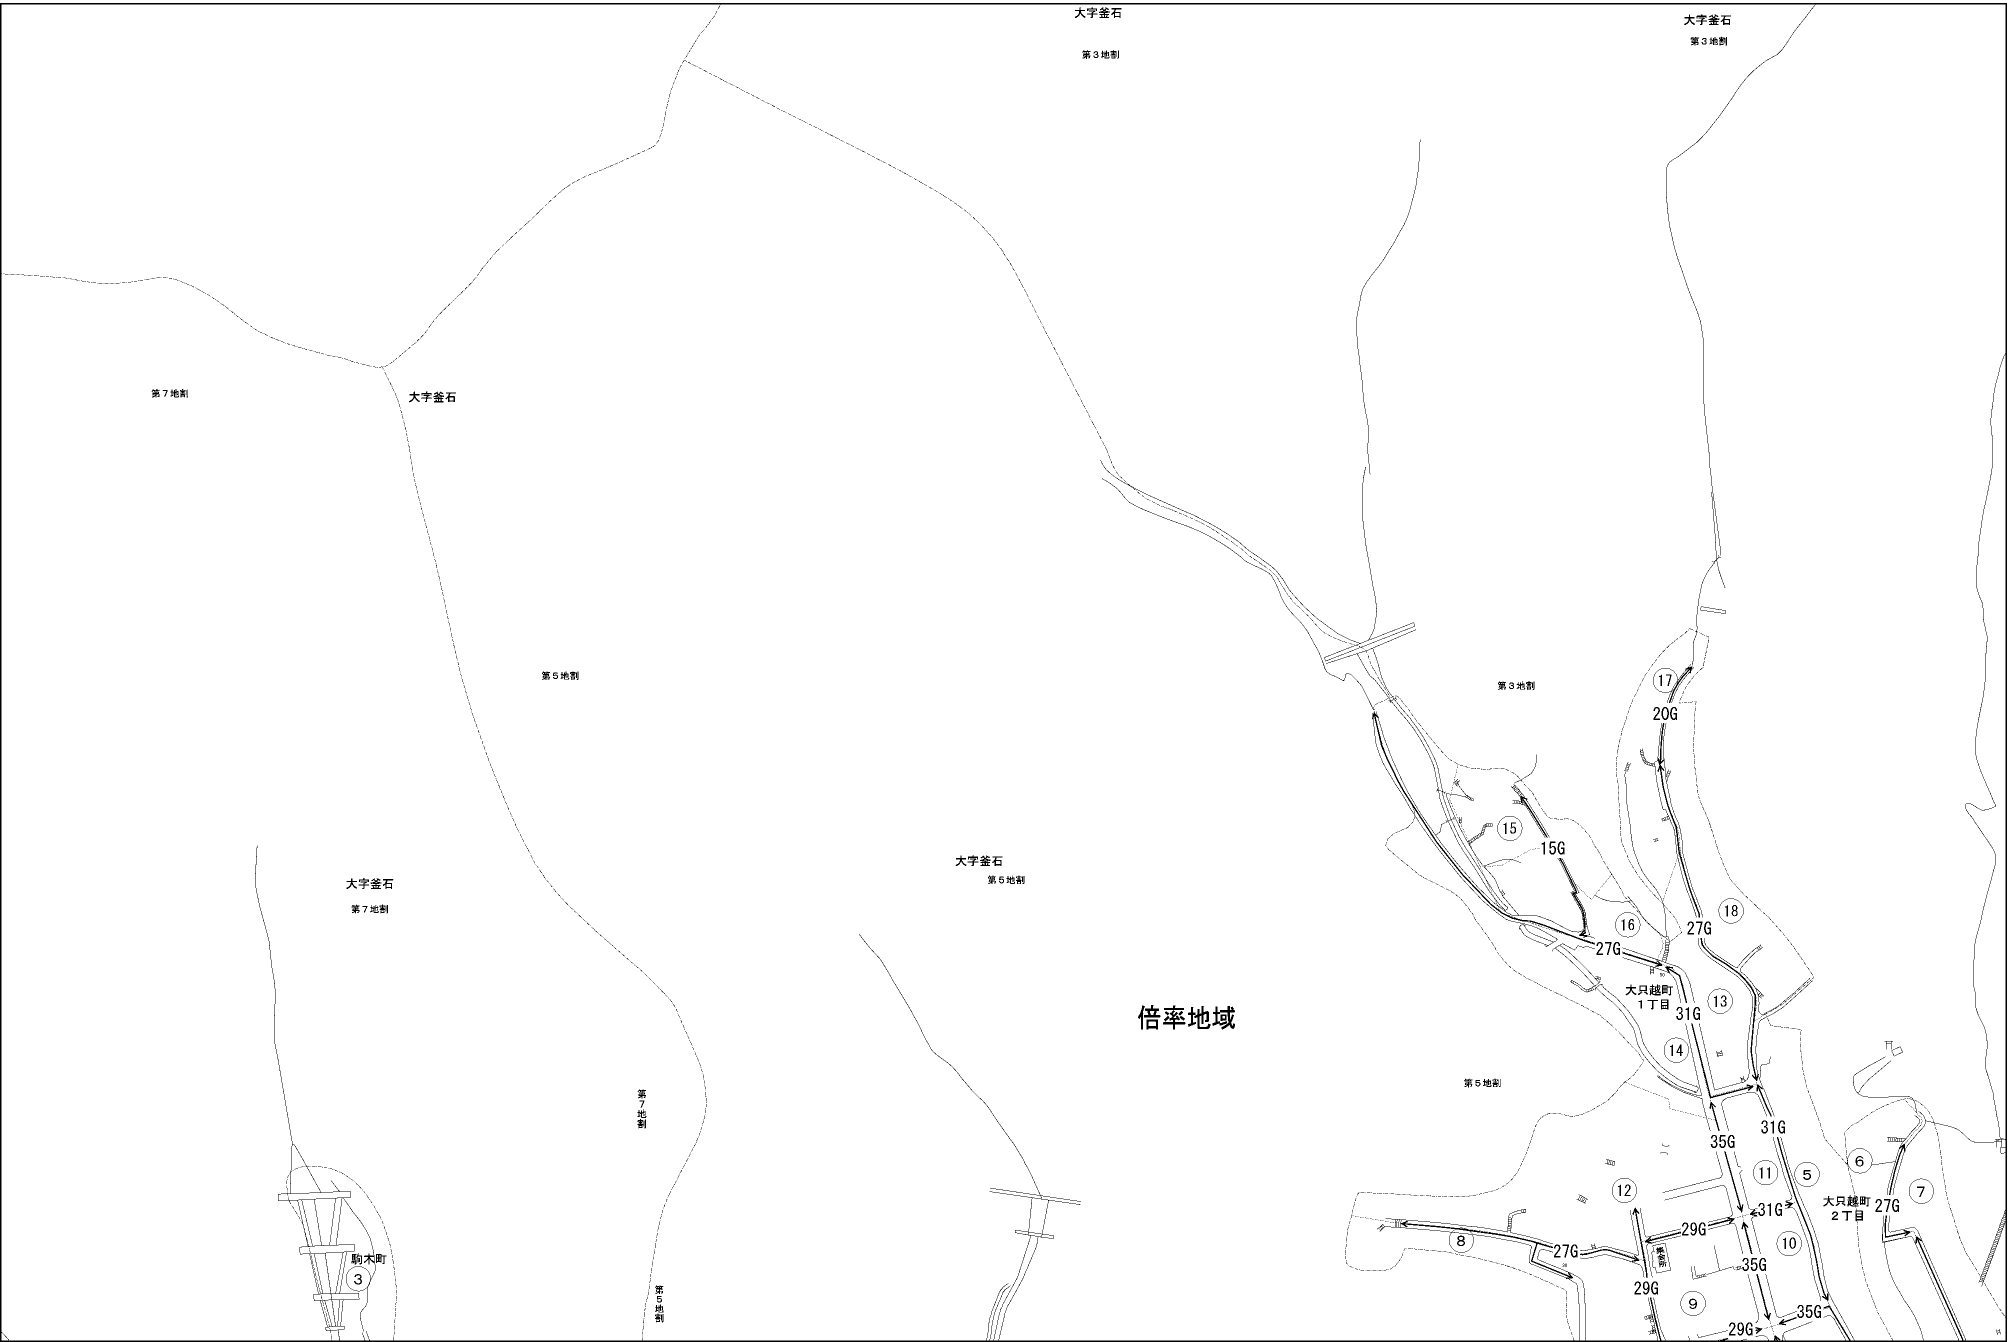 大字釜石
第3地割
大字釜石
第3地割
第7地割
大字釜石
第5地割
第3地割
17
20G
15
15G
大字釜石
第5地割
大字釜石
第7地割
16
27G
18
27G
倍率地域
大只越町
1丁目
31G
13
14
第5地割
第7地割
35G
31G
11
5
6
7
大只越町
2丁目
27G
12
8
27G
29G
31G
10
集会所
35G
29G
9
35G
29G
駒木町
3
第5地割